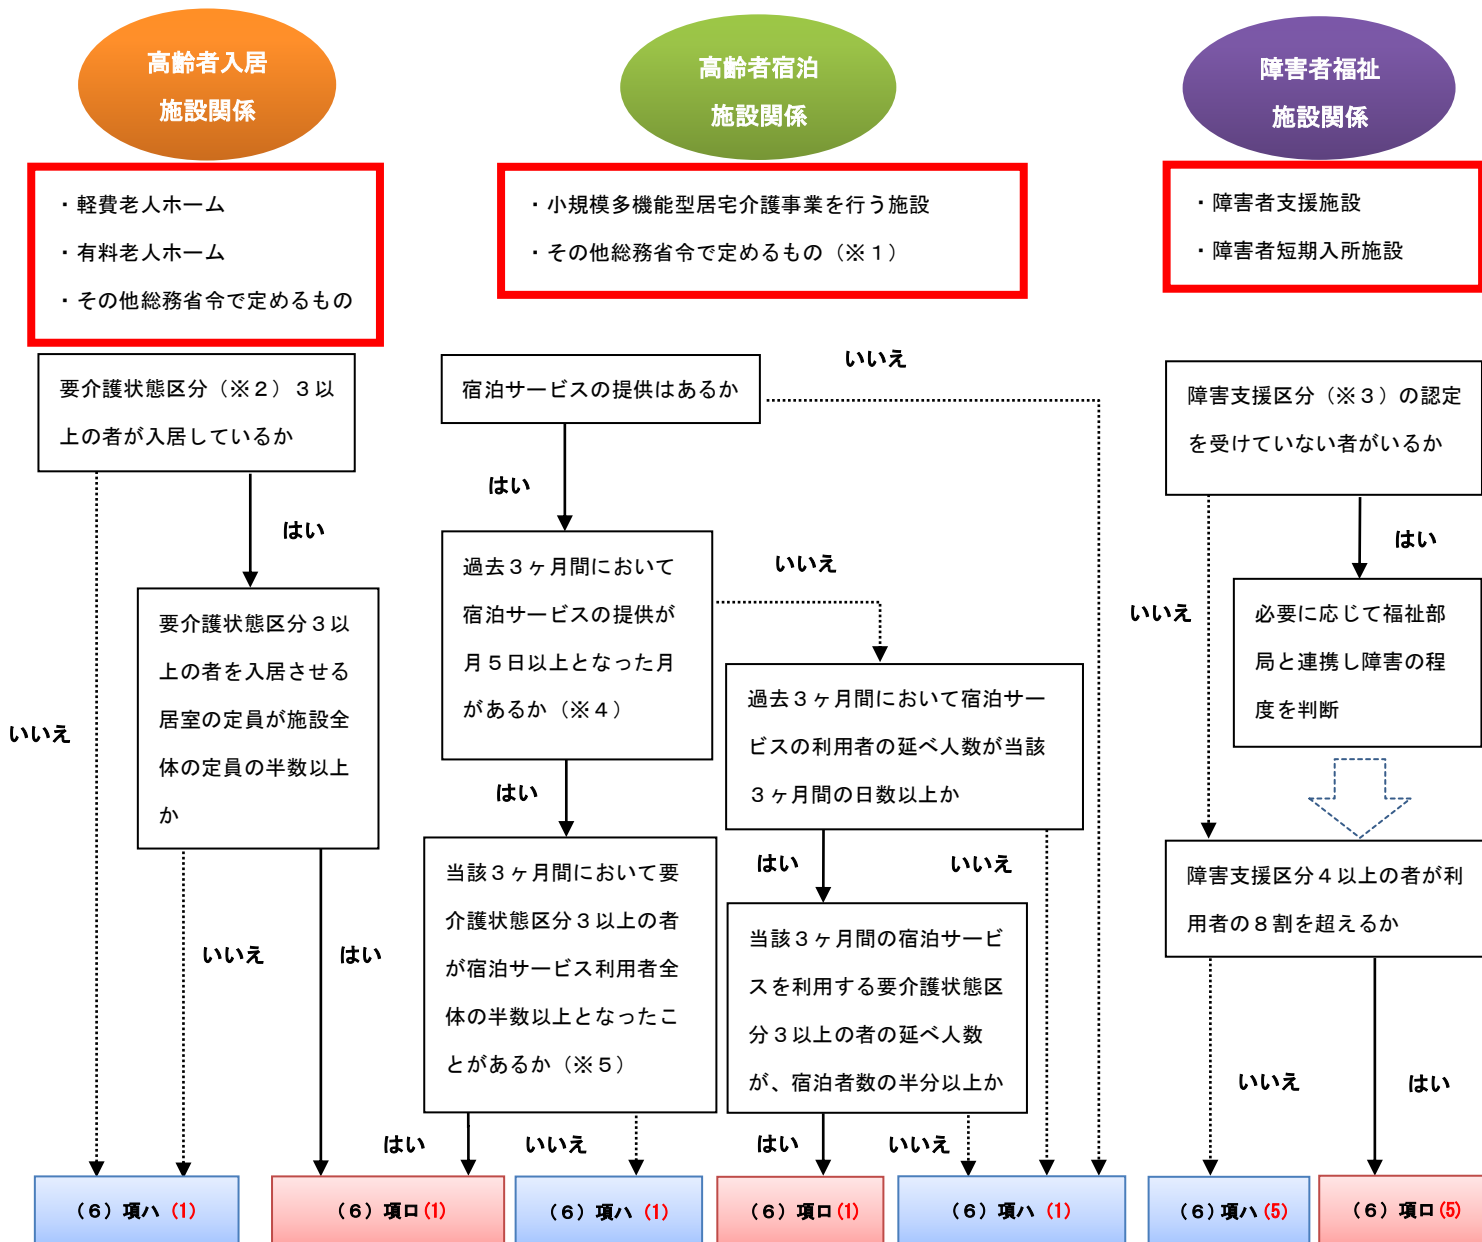 高齢者入居
施設関係
・軽費老人ホーム
・有料老人ホーム
・その他総務省令で定めるもの
要介護状態区分（※２）３以
上の者が入居しているか
はい
いいえ
要介護状態区分３以
上の者を入居させる
居室の定員が施設全
体の定員の半数以上
か
いいえ
はい
高齢者宿泊
施設関係
・小規模多機能型居宅介護事業を行う施設
・その他総務省令で定めるもの（※１）
宿泊サービスの提供はあるか
いいえ
はい
過去３ヶ月間において
宿泊サービスの提供が
月５日以上となった月
があるか（※４）
いいえ
はい
過去３ヶ月間において宿泊サー
ビスの利用者の延べ人数が当該
３ヶ月間の日数以上か
はい
いいえ
当該３ヶ月間において要
介護状態区分３以上の者
が宿泊サービス利用者全
体の半数以上となったこ
とがあるか（※５）
はい
いいえ
当該３ヶ月間の宿泊サービ
スを利用する要介護状態区
分３以上の者の延べ人数
が、宿泊者数の半分以上か
はい
いいえ
障害者福祉
施設関係
・障害者支援施設
・障害者短期入所施設
障害支援区分（※３）の認定
を受けていない者がいるか
はい
いいえ
必要に応じて福祉部
局と連携し障害の程
度を判断
障害支援区分４以上の者が利
用者の８割を超えるか
いいえ
はい
（６）項ハ（1）
（６）項ロ（1）
（６）項ハ（1）
（６）項ロ（1）
（６）項ハ（1）
（６）項ハ（5）
（６）項ロ（5）